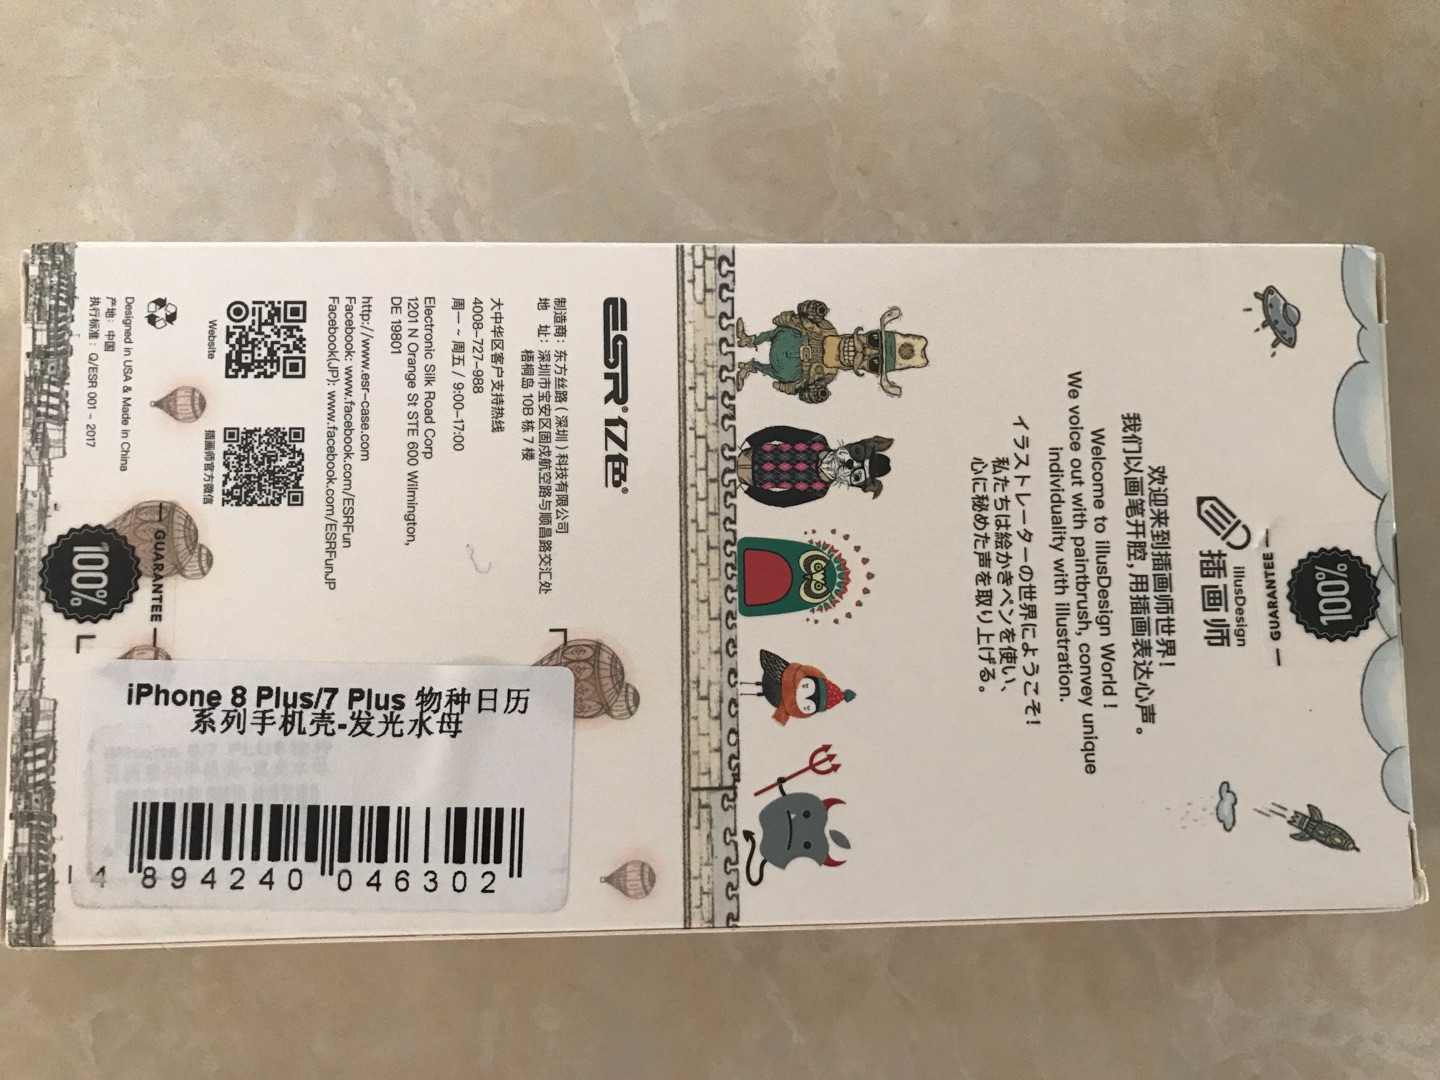 100%
GUARANTEE
illusDesign
插画师
欢迎来到插画师世界!
我们以画笔开腔,用插画表达心声。
Welcome to illusDesign World !
We voice out with paintbrush, convey unique
individuality with illustration.
イラストレーターの世界にようこそ!
私たちは絵かきペンを使い、
心に秘めた声を取り上げる。
ESR®亿色®
制造商: 东方丝路(深圳)科技有限公司
地 址: 深圳市宝安区固戍航空路与顺昌路交汇处
梧桐岛 10B 栋 7 楼
大中华区客户支持热线
4008-727-988
周一 ~ 周五 / 9:00-17:00
Electronic Silk Road Corp
1201 N Orange St STE 600 Wilmington,
DE 19801
http://www.esr-case.com
Facebook: www.facebook.com/ESRFun
Facebook(JP): www.facebook.com/ESRFunJP
Website
插画师官方微信
Designed in USA & Made in China
产地: 中国
执行标准: Q/ESR 001 - 2017
GUARANTEE
100%
iPhone 8 Plus/7 Plus 物种日历
系列手机壳-发光水母
4 894240 046302